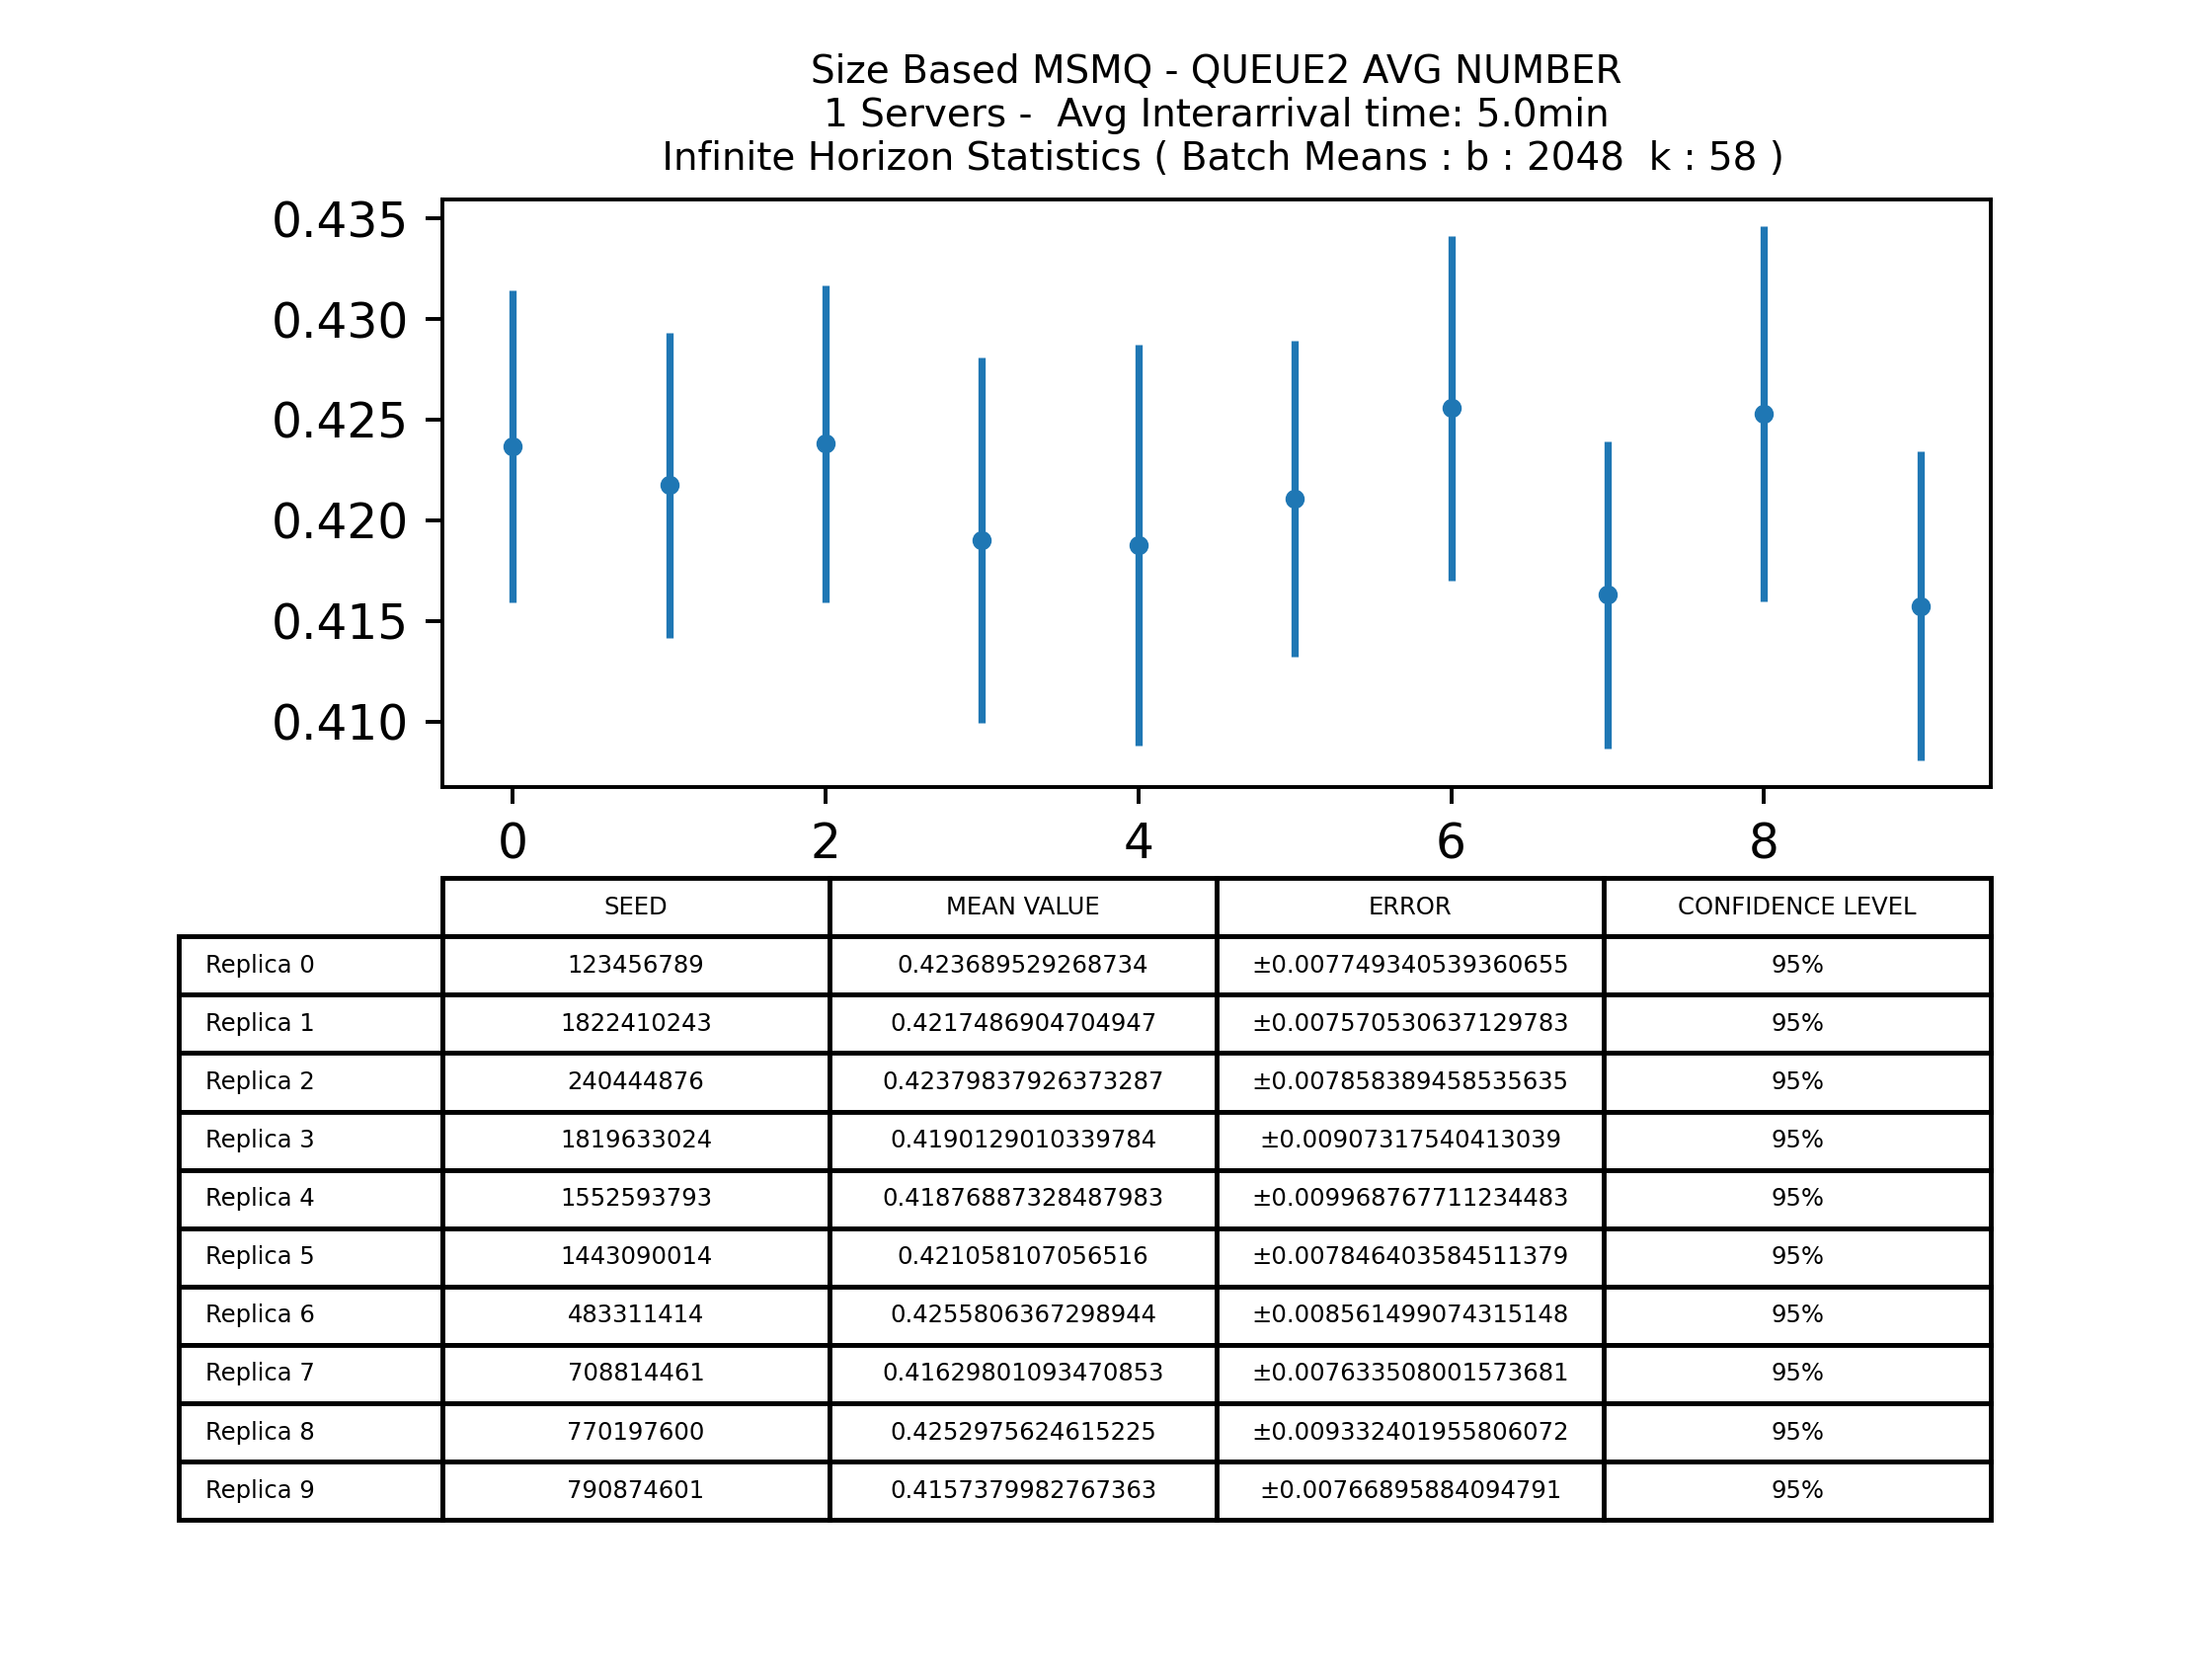 Size Based MSMQ - QUEUE2 AVG NUMBER
1 Servers -  Avg Interarrival time: 5.0min
Infinite Horizon Statistics ( Batch Means : b : 2048  k : 58 )
0.435
0.430
0.425
0.420
0.415
0.410
0 2 4 6 8
SEED MEAN VALUE ERROR CONFIDENCE LEVEL
Replica 0 123456789 0.423689529268734 ±0.007749340539360655 95%
Replica 1 1822410243 0.4217486904704947 ±0.007570530637129783 95%
Replica 2 240444876 0.42379837926373287 ±0.007858389458535635 95%
Replica 3 1819633024 0.4190129010339784 ±0.00907317540413039 95%
Replica 4 1552593793 0.41876887328487983 ±0.009968767711234483 95%
Replica 5 1443090014 0.421058107056516 ±0.007846403584511379 95%
Replica 6 483311414 0.4255806367298944 ±0.008561499074315148 95%
Replica 7 708814461 0.41629801093470853 ±0.007633508001573681 95%
Replica 8 770197600 0.4252975624615225 ±0.009332401955806072 95%
Replica 9 790874601 0.4157379982767363 ±0.00766895884094791 95%